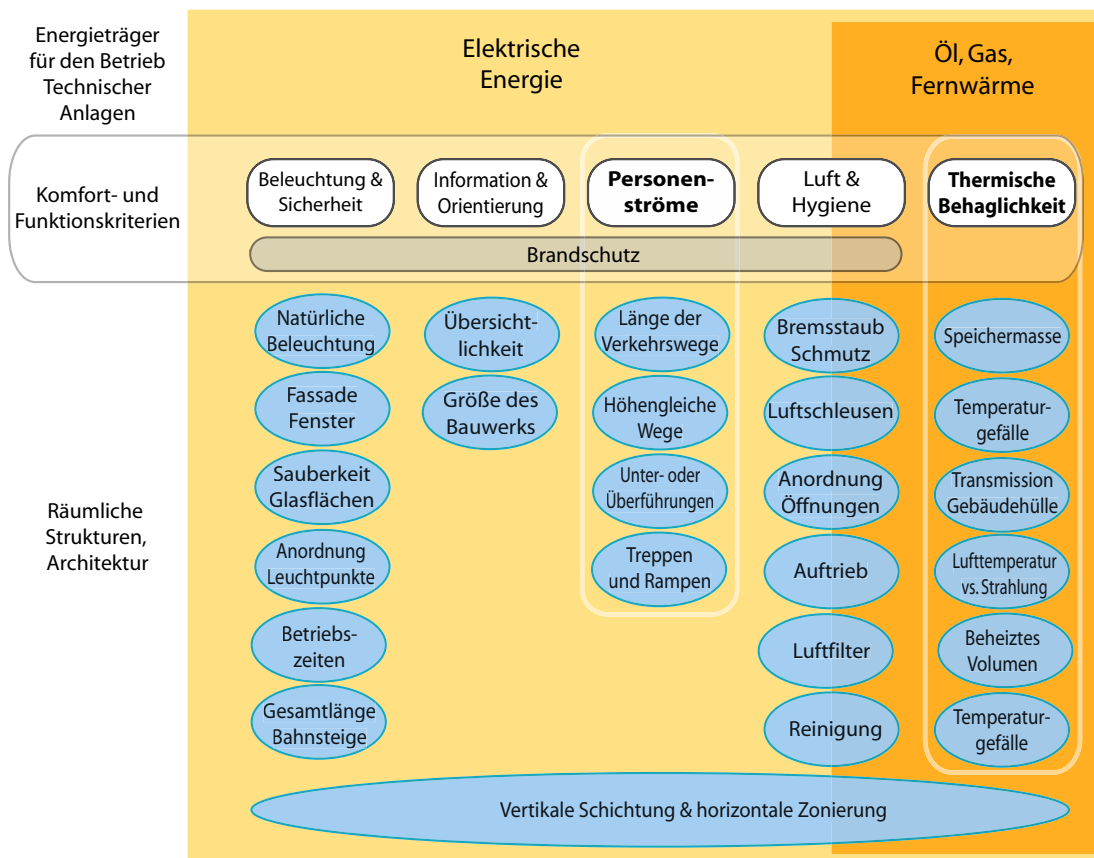 Energieträger
für den Betrieb
Technischer
Anlagen
Elektrische
Energie
Öl, Gas,
Fernwärme
Komfort- und
Funktionskriterien
Beleuchtung &
Sicherheit
Information &
Orientierung
Personen-
ströme
Luft &
Hygiene
Thermische
Behaglichkeit
Brandschutz
Räumliche
Strukturen,
Architektur
Natürliche
Beleuchtung
Fassade
Fenster
Sauberkeit
Glasflächen
Anordnung
Leuchtpunkte
Betriebs-
zeiten
Gesamtlänge
Bahnsteige
Übersicht-
lichkeit
Größe des
Bauwerks
Länge der
Verkehrswege
Höhengleiche
Wege
Unter- oder
Überführungen
Treppen
und Rampen
Bremsstaub
Schmutz
Luftschleusen
Anordnung
Öffnungen
Auftrieb
Luftfilter
Reinigung
Speichermasse
Temperatur-
gefälle
Transmission
Gebäudehülle
Lufttemperatur
vs. Strahlung
Beheiztes
Volumen
Temperatur-
gefälle
Vertikale Schichtung & horizontale Zonierung